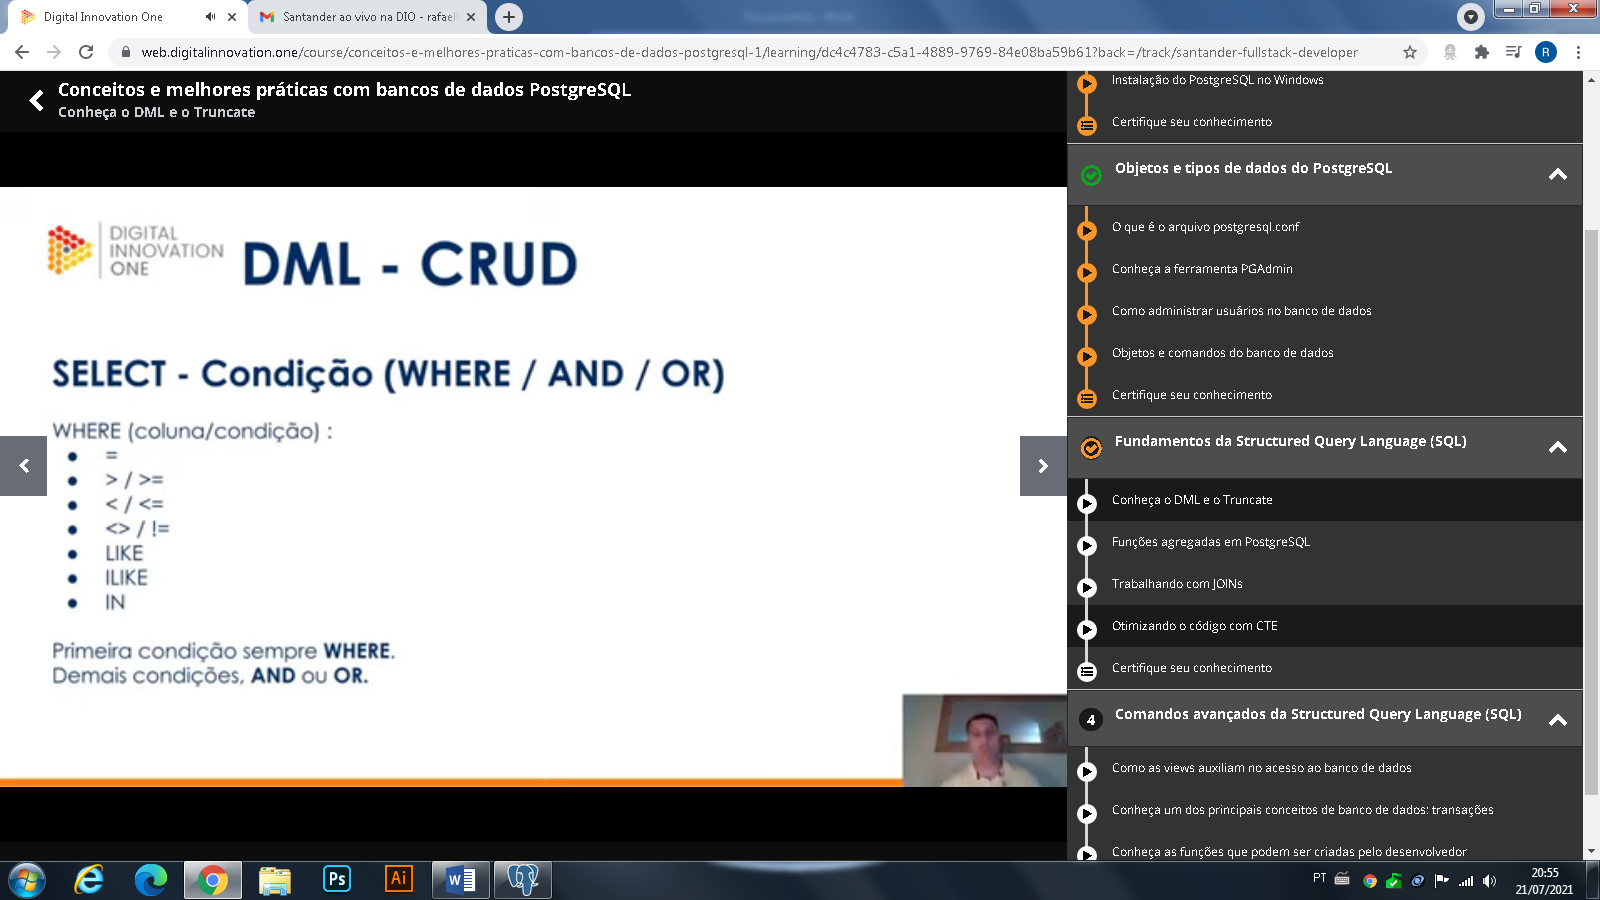 Digital Innovation One
Santander ao vivo na DIO - rafael
web.digitalinnovation.one/course/conceitos-e-melhores-praticas-com-bancos-de-dados-postgresql-1/learning/dc4c4783-c5a1-4889-9769-84e08ba59b61?back=/track/santander-fullstack-developer
R
Conceitos e melhores práticas com bancos de dados PostgreSQL
Conheça o DML e o Truncate
DIGITAL
INNOVATION
ONE
DML - CRUD
SELECT - Condição (WHERE / AND / OR)
WHERE (coluna/condição) :
● =
● > / >=
● < / <=
● <> / !=
● LIKE
● ILIKE
● IN
Primeira condição sempre WHERE.
Demais condições, AND ou OR.
Instalação do PostgreSQL no Windows
Certifique seu conhecimento
Objetos e tipos de dados do PostgreSQL
O que é o arquivo postgresql.conf
Conheça a ferramenta PGAdmin
Como administrar usuários no banco de dados
Objetos e comandos do banco de dados
Certifique seu conhecimento
Fundamentos da Structured Query Language (SQL)
Conheça o DML e o Truncate
Funções agregadas em PostgreSQL
Trabalhando com JOINs
Otimizando o código com CTE
Certifique seu conhecimento
4 Comandos avançados da Structured Query Language (SQL)
Como as views auxiliam no acesso ao banco de dados
Conheça um dos principais conceitos de banco de dados: transações
Conheça as funções que podem ser criadas pelo desenvolvedor
Ps
Ai
W
PT
20:55
21/07/2021